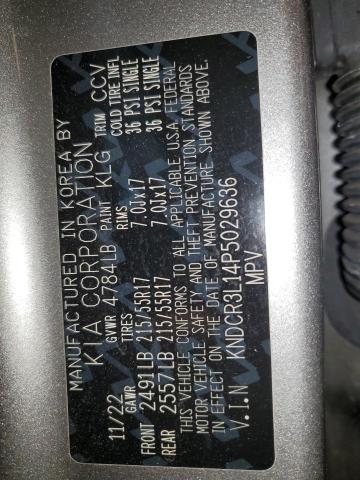 MANUFACTURED IN KOREA BY
KIA CORPORATION
11/22 GVWR 4784LB PAINT KLG TRIM CCV
GAWR TIRES RIMS COLD TIRE INFL
FRONT 2491LB 215/55R17 7.0Jx17 36 PSI SINGLE
REAR 2557LB 215/55R17 7.0Jx17 36 PSI SINGLE
THIS VEHICLE CONFORMS TO ALL APPLICABLE U.S.A. FEDERAL
MOTOR VEHICLE SAFETY AND THEFT PREVENTION STANDARDS
IN EFFECT ON THE DATE OF MANUFACTURE SHOWN ABOVE.
V.I.N KNDCR3L14P5029636
MPV